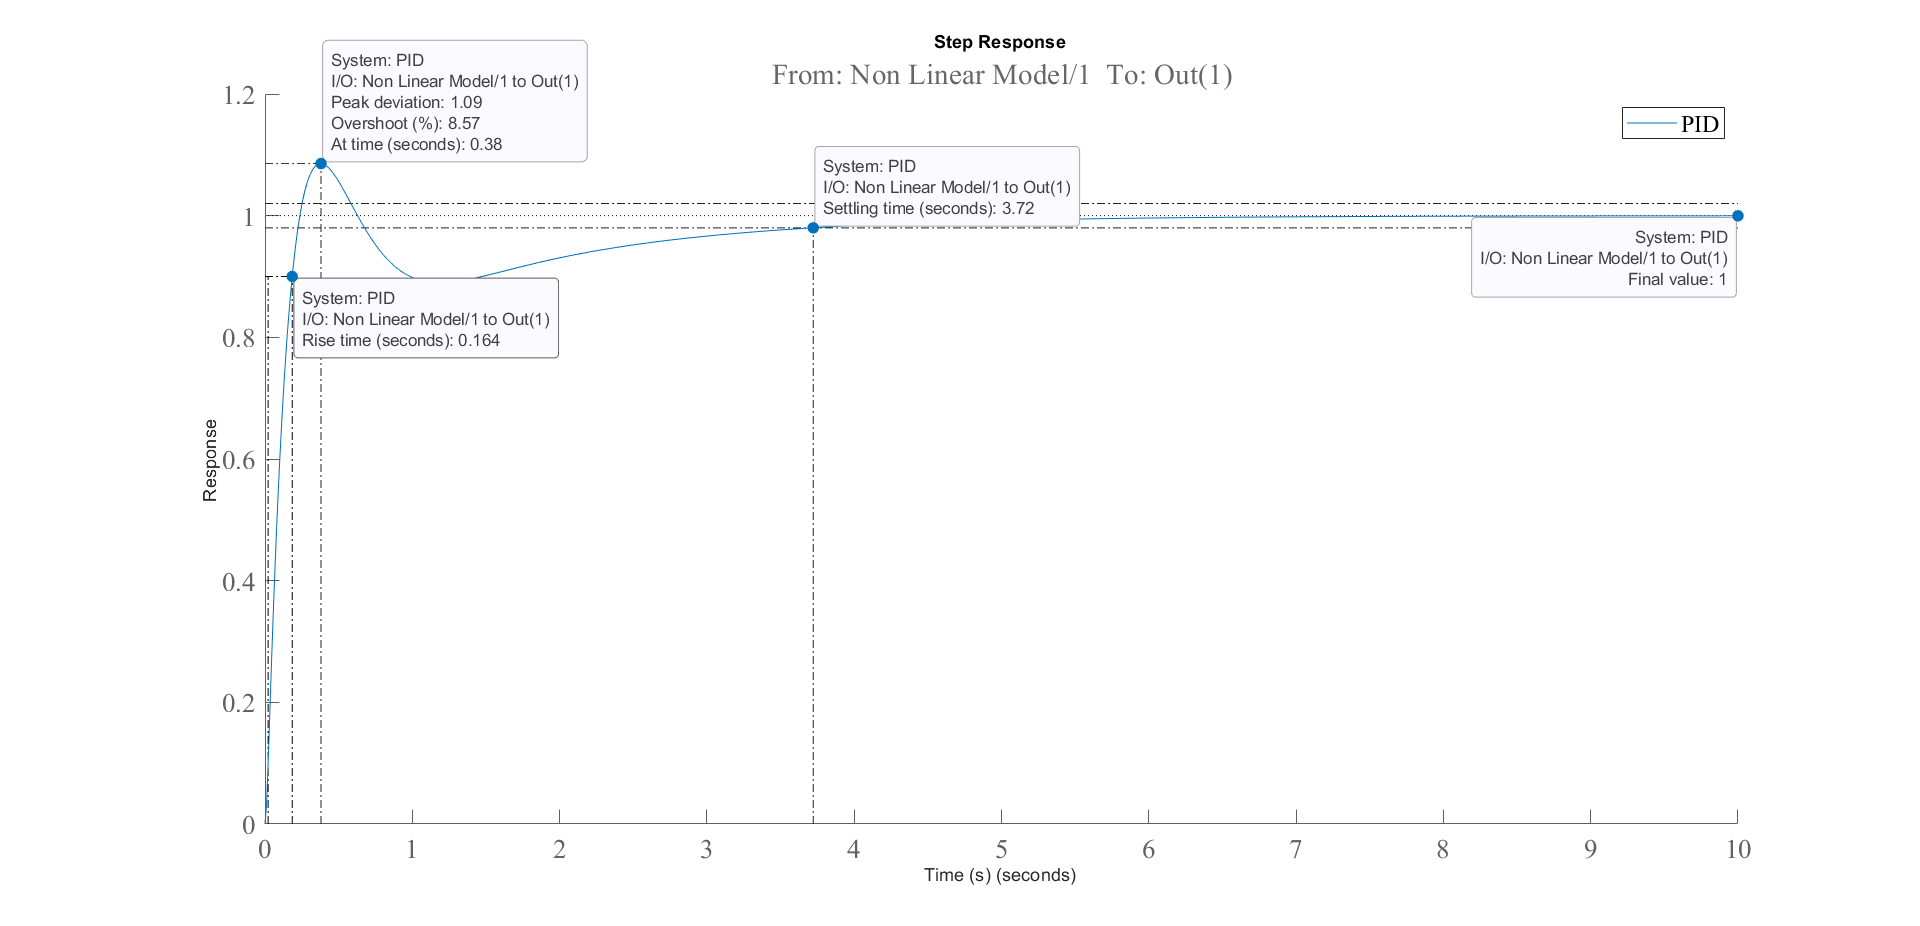 Step Response
From: Non Linear Model/1  To: Out(1)
System: PID
I/O: Non Linear Model/1 to Out(1)
Peak deviation: 1.09
Overshoot (%): 8.57
At time (seconds): 0.38
PID
System: PID
I/O: Non Linear Model/1 to Out(1)
Settling time (seconds): 3.72
System: PID
I/O: Non Linear Model/1 to Out(1)
Final value: 1
System: PID
I/O: Non Linear Model/1 to Out(1)
Rise time (seconds): 0.164
Response
1.2
1
0.8
0.6
0.4
0.2
0
0 1 2 3 4 5 6 7 8 9 10
Time (s) (seconds)